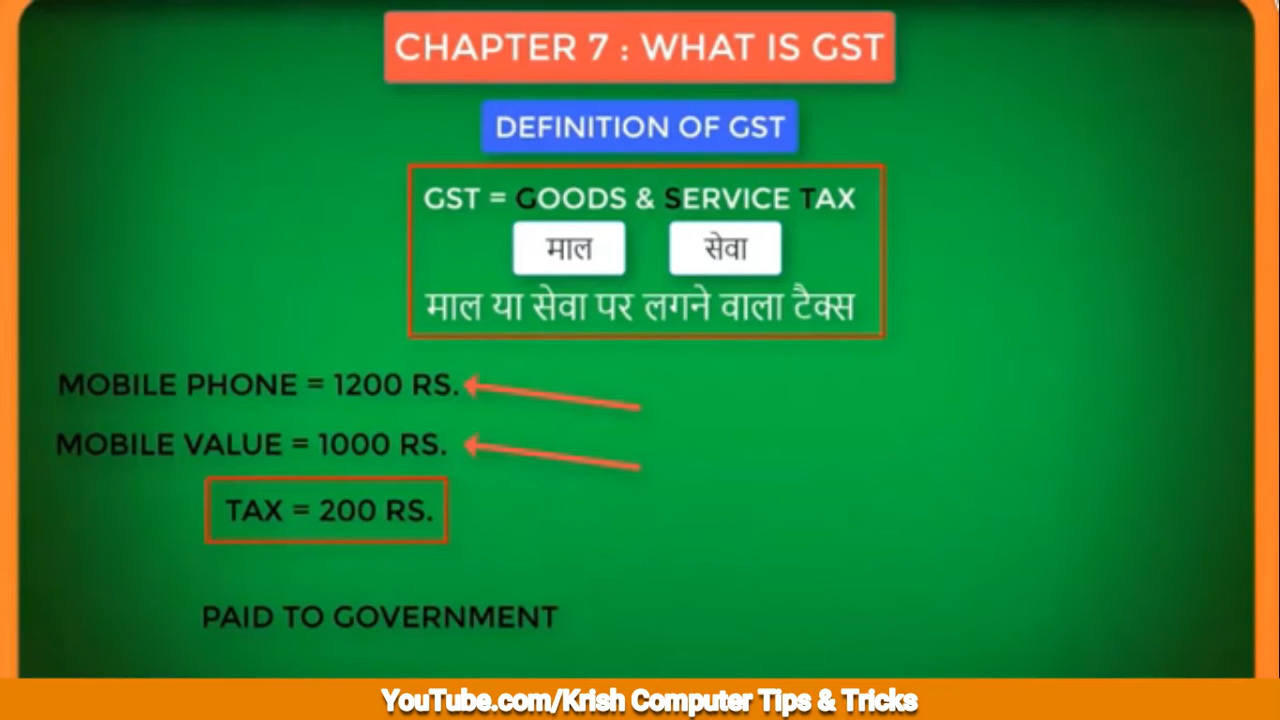 CHAPTER 7 : WHAT IS GST
DEFINITION OF GST
GST = GOODS & SERVICE TAX
माल सेवा
माल या सेवा पर लगने वाला टैक्स
MOBILE PHONE = 1200 RS.
MOBILE VALUE = 1000 RS.
TAX = 200 RS.
PAID TO GOVERNMENT
YouTube.com/Krish Computer Tips & Tricks